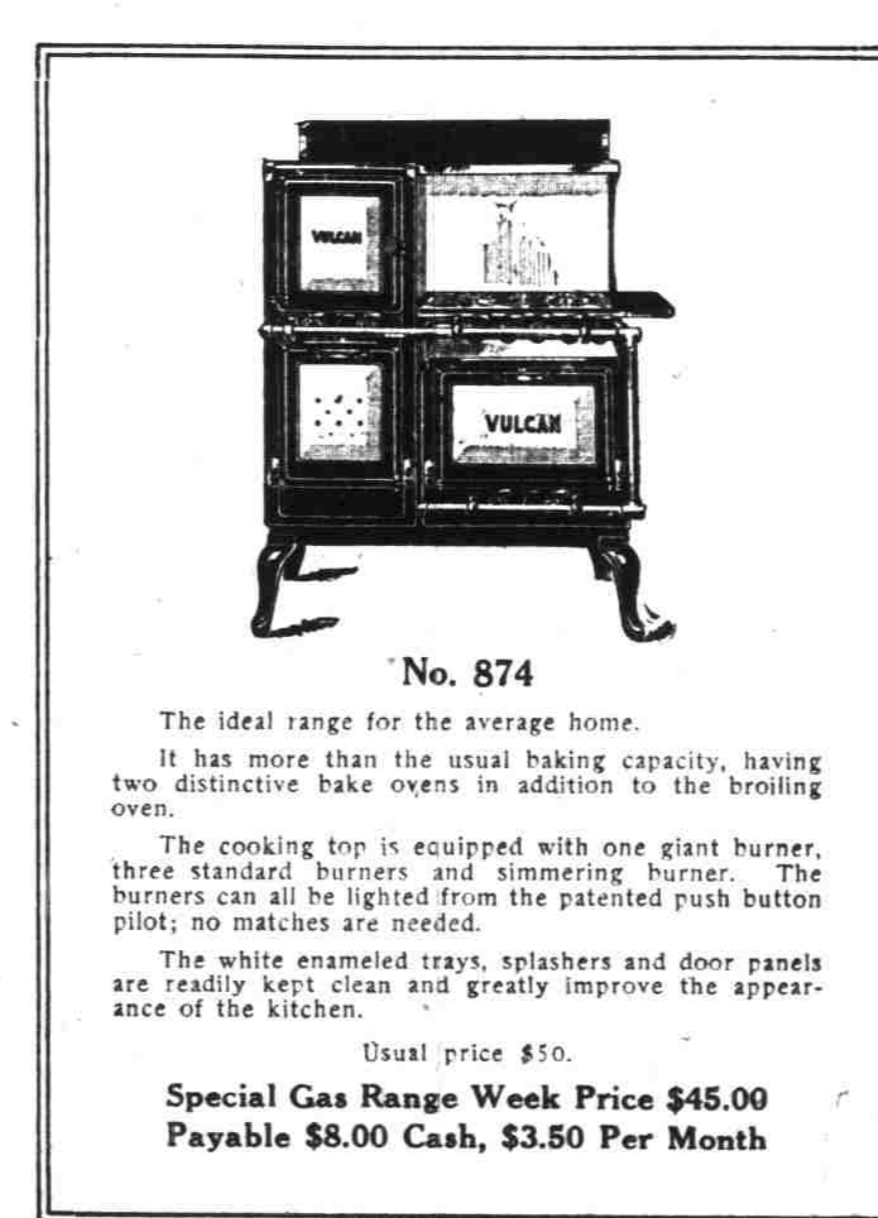 VULCAN
VULCAN
No. 874
The ideal range for the average home.
It has more than the usual baking capacity, having
two distinctive bake ovens in addition to the broiling
oven.
The cooking top is equipped with one giant burner,
three standard burners and simmering burner. The
burners can all be lighted from the patented push button
pilot; no matches are needed.
The white enameled trays, splashers and door panels
are readily kept clean and greatly improve the appear-
ance of the kitchen.
Usual price $50.
Special Gas Range Week Price $45.00
Payable $8.00 Cash, $3.50 Per Month